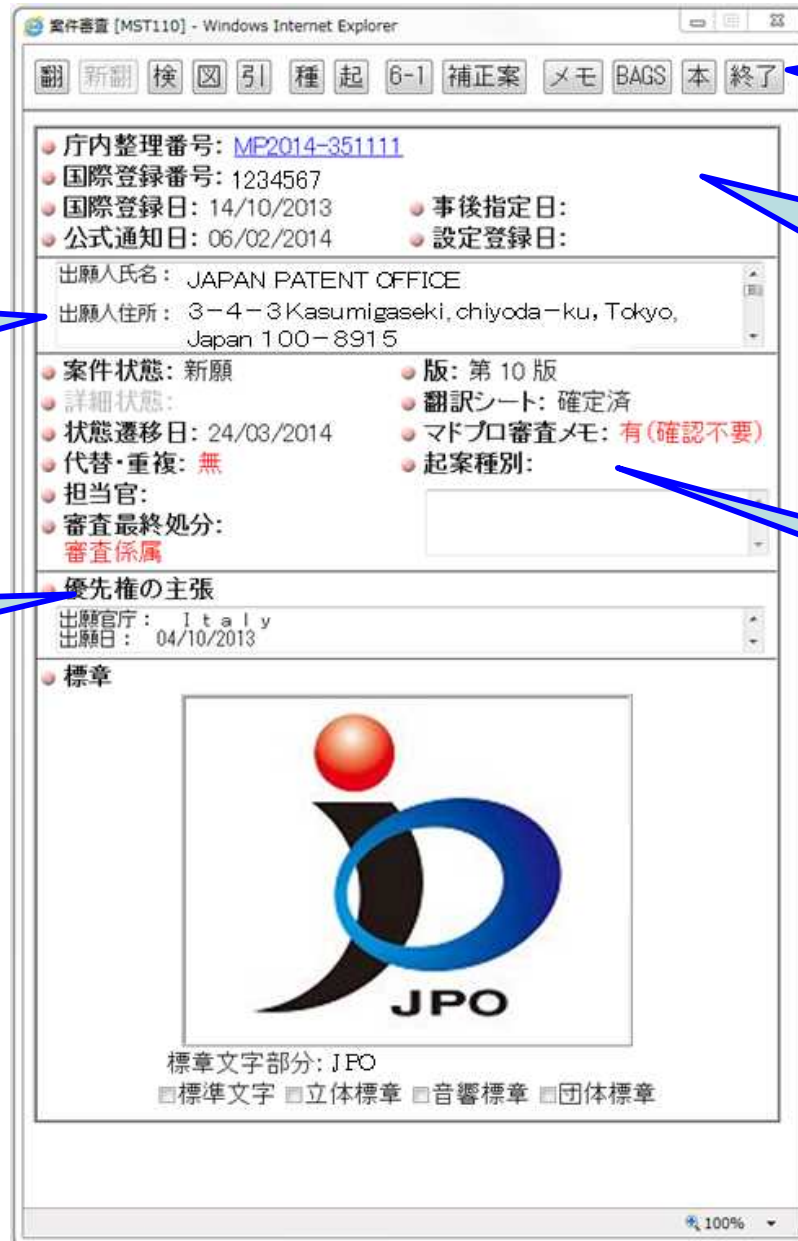 案件審査 [MST110] - Windows Internet Explorer
翻 新翻 検 図 引 種 起 6-1 補正案 メモ BAGS 本 終了
庁内整理番号: MP2014-351111
国際登録番号: 1234567
国際登録日: 14/10/2013 事後指定日:
公式通知日: 06/02/2014 設定登録日:
出願人氏名: JAPAN PATENT OFFICE
出願人住所: 3-4-3Kasumigaseki, chiyoda-ku, Tokyo,
Japan 100-8915
案件状態: 新願 版: 第 10 版
詳細状態: 翻訳シート: 確定済
状態遷移日: 24/03/2014 マドプロ審査メモ: 有(確認不要)
代替・重複: 無 起案種別:
担当官:
審査最終処分:
審査係属
優先権の主張
出願官庁: Italy
出願日: 04/10/2013
標章
JPO
標章文字部分: JPO
標準文字 立体標章 音響標章 団体標章
100%